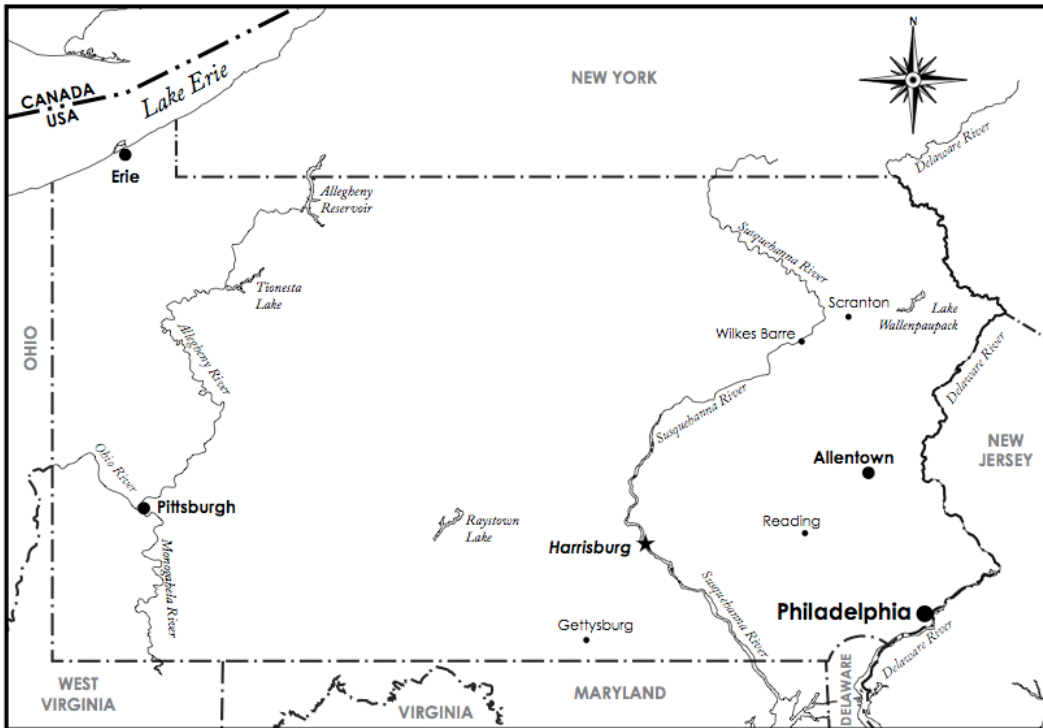 N
NEW YORK
CANADA
USA
Lake Erie
Delaware River
Erie
Allegheny
Reservoir
Susquehanna River
Tionesta
Lake
Scranton
Lake
Wallenpaupack
Allegheny River
Wilkes Barre
OHIO
Delaware River
Susquehanna River
NEW
JERSEY
Ohio River
Allentown
Pittsburgh
Raystown
Lake
Reading
Harrisburg
Monogahela River
Susquehanna River
Philadelphia
Gettysburg
Delaware River
WEST
VIRGINIA
VIRGINIA
MARYLAND
DELAWARE